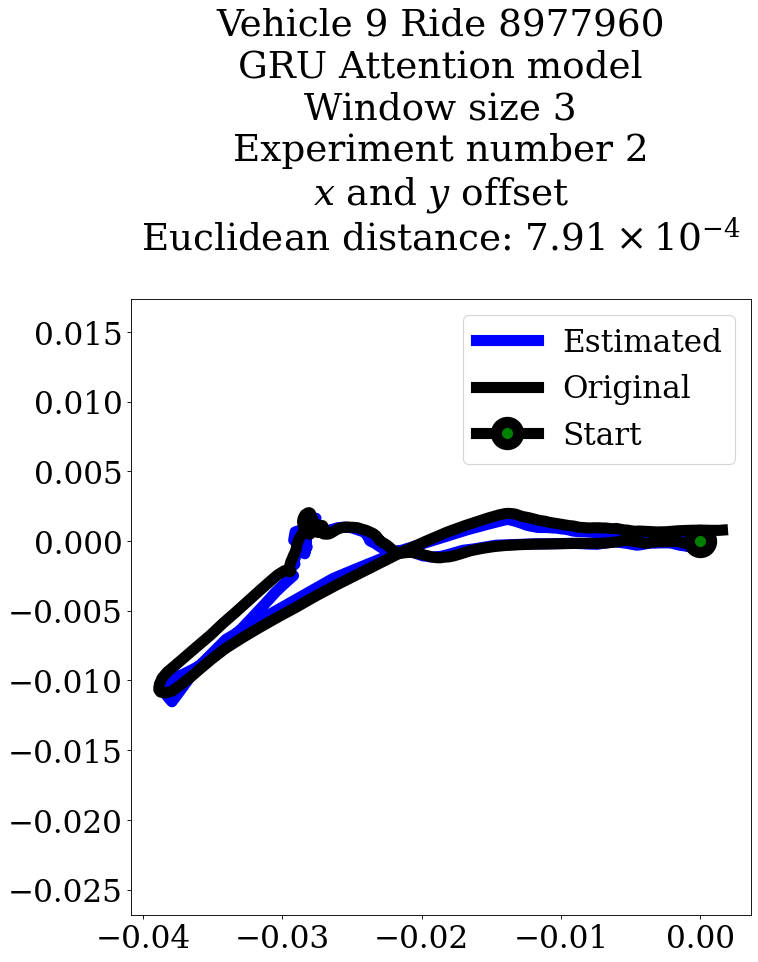 Vehicle 9 Ride 8977960
GRU Attention model
Window size 3
Experiment number 2
x and y offset
Euclidean distance: 7.91 × 10⁻⁴
Estimated
Original
Start
0.015
0.010
0.005
0.000
−0.005
−0.010
−0.015
−0.020
−0.025
−0.04 −0.03 −0.02 −0.01 0.00